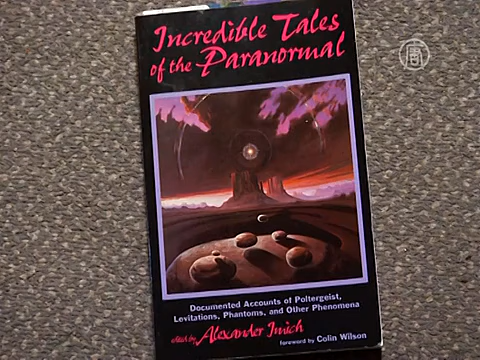 Incredible Tales
of the Paranormal
Documented Accounts of Poltergeist,
Levitations, Phantoms, and Other Phenomena
edited by Alexander Imich
foreword by Colin Wilson